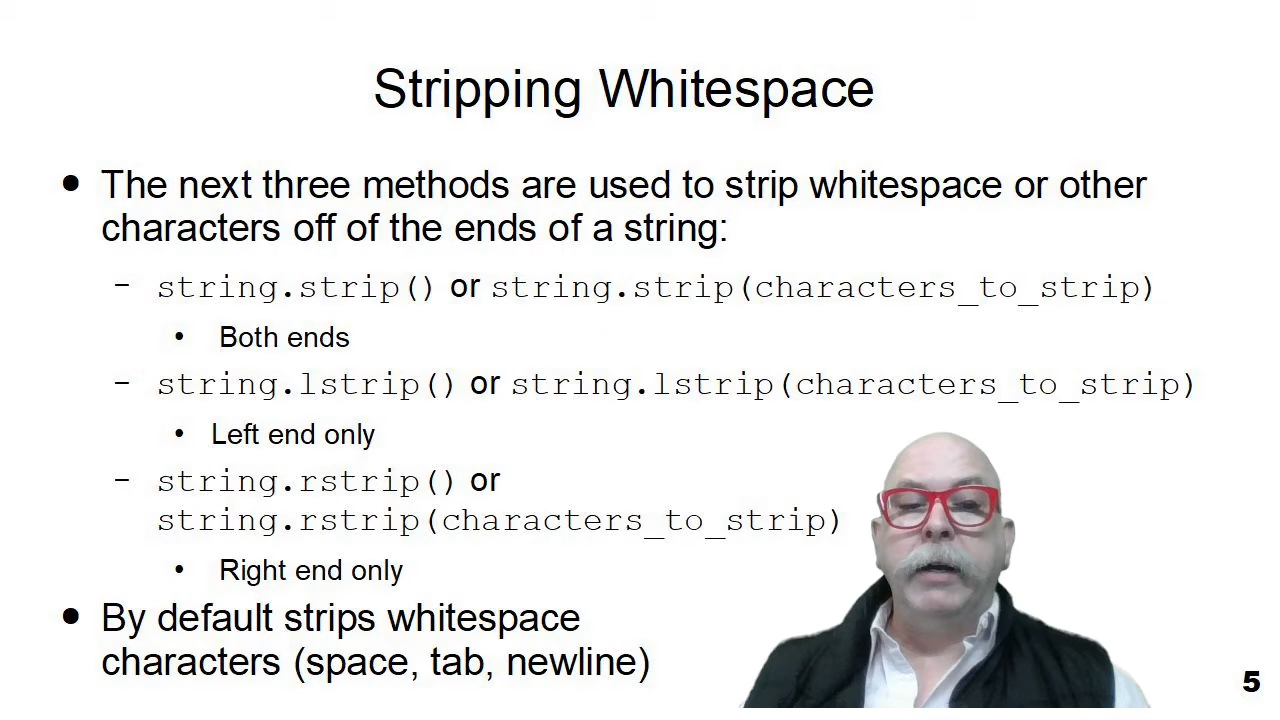 Stripping Whitespace
● The next three methods are used to strip whitespace or other
characters off of the ends of a string:
– string.strip() or string.strip(characters_to_strip)
• Both ends
– string.lstrip() or string.lstrip(characters_to_strip)
• Left end only
– string.rstrip() or
string.rstrip(characters_to_strip)
• Right end only
● By default strips whitespace
characters (space, tab, newline)
5